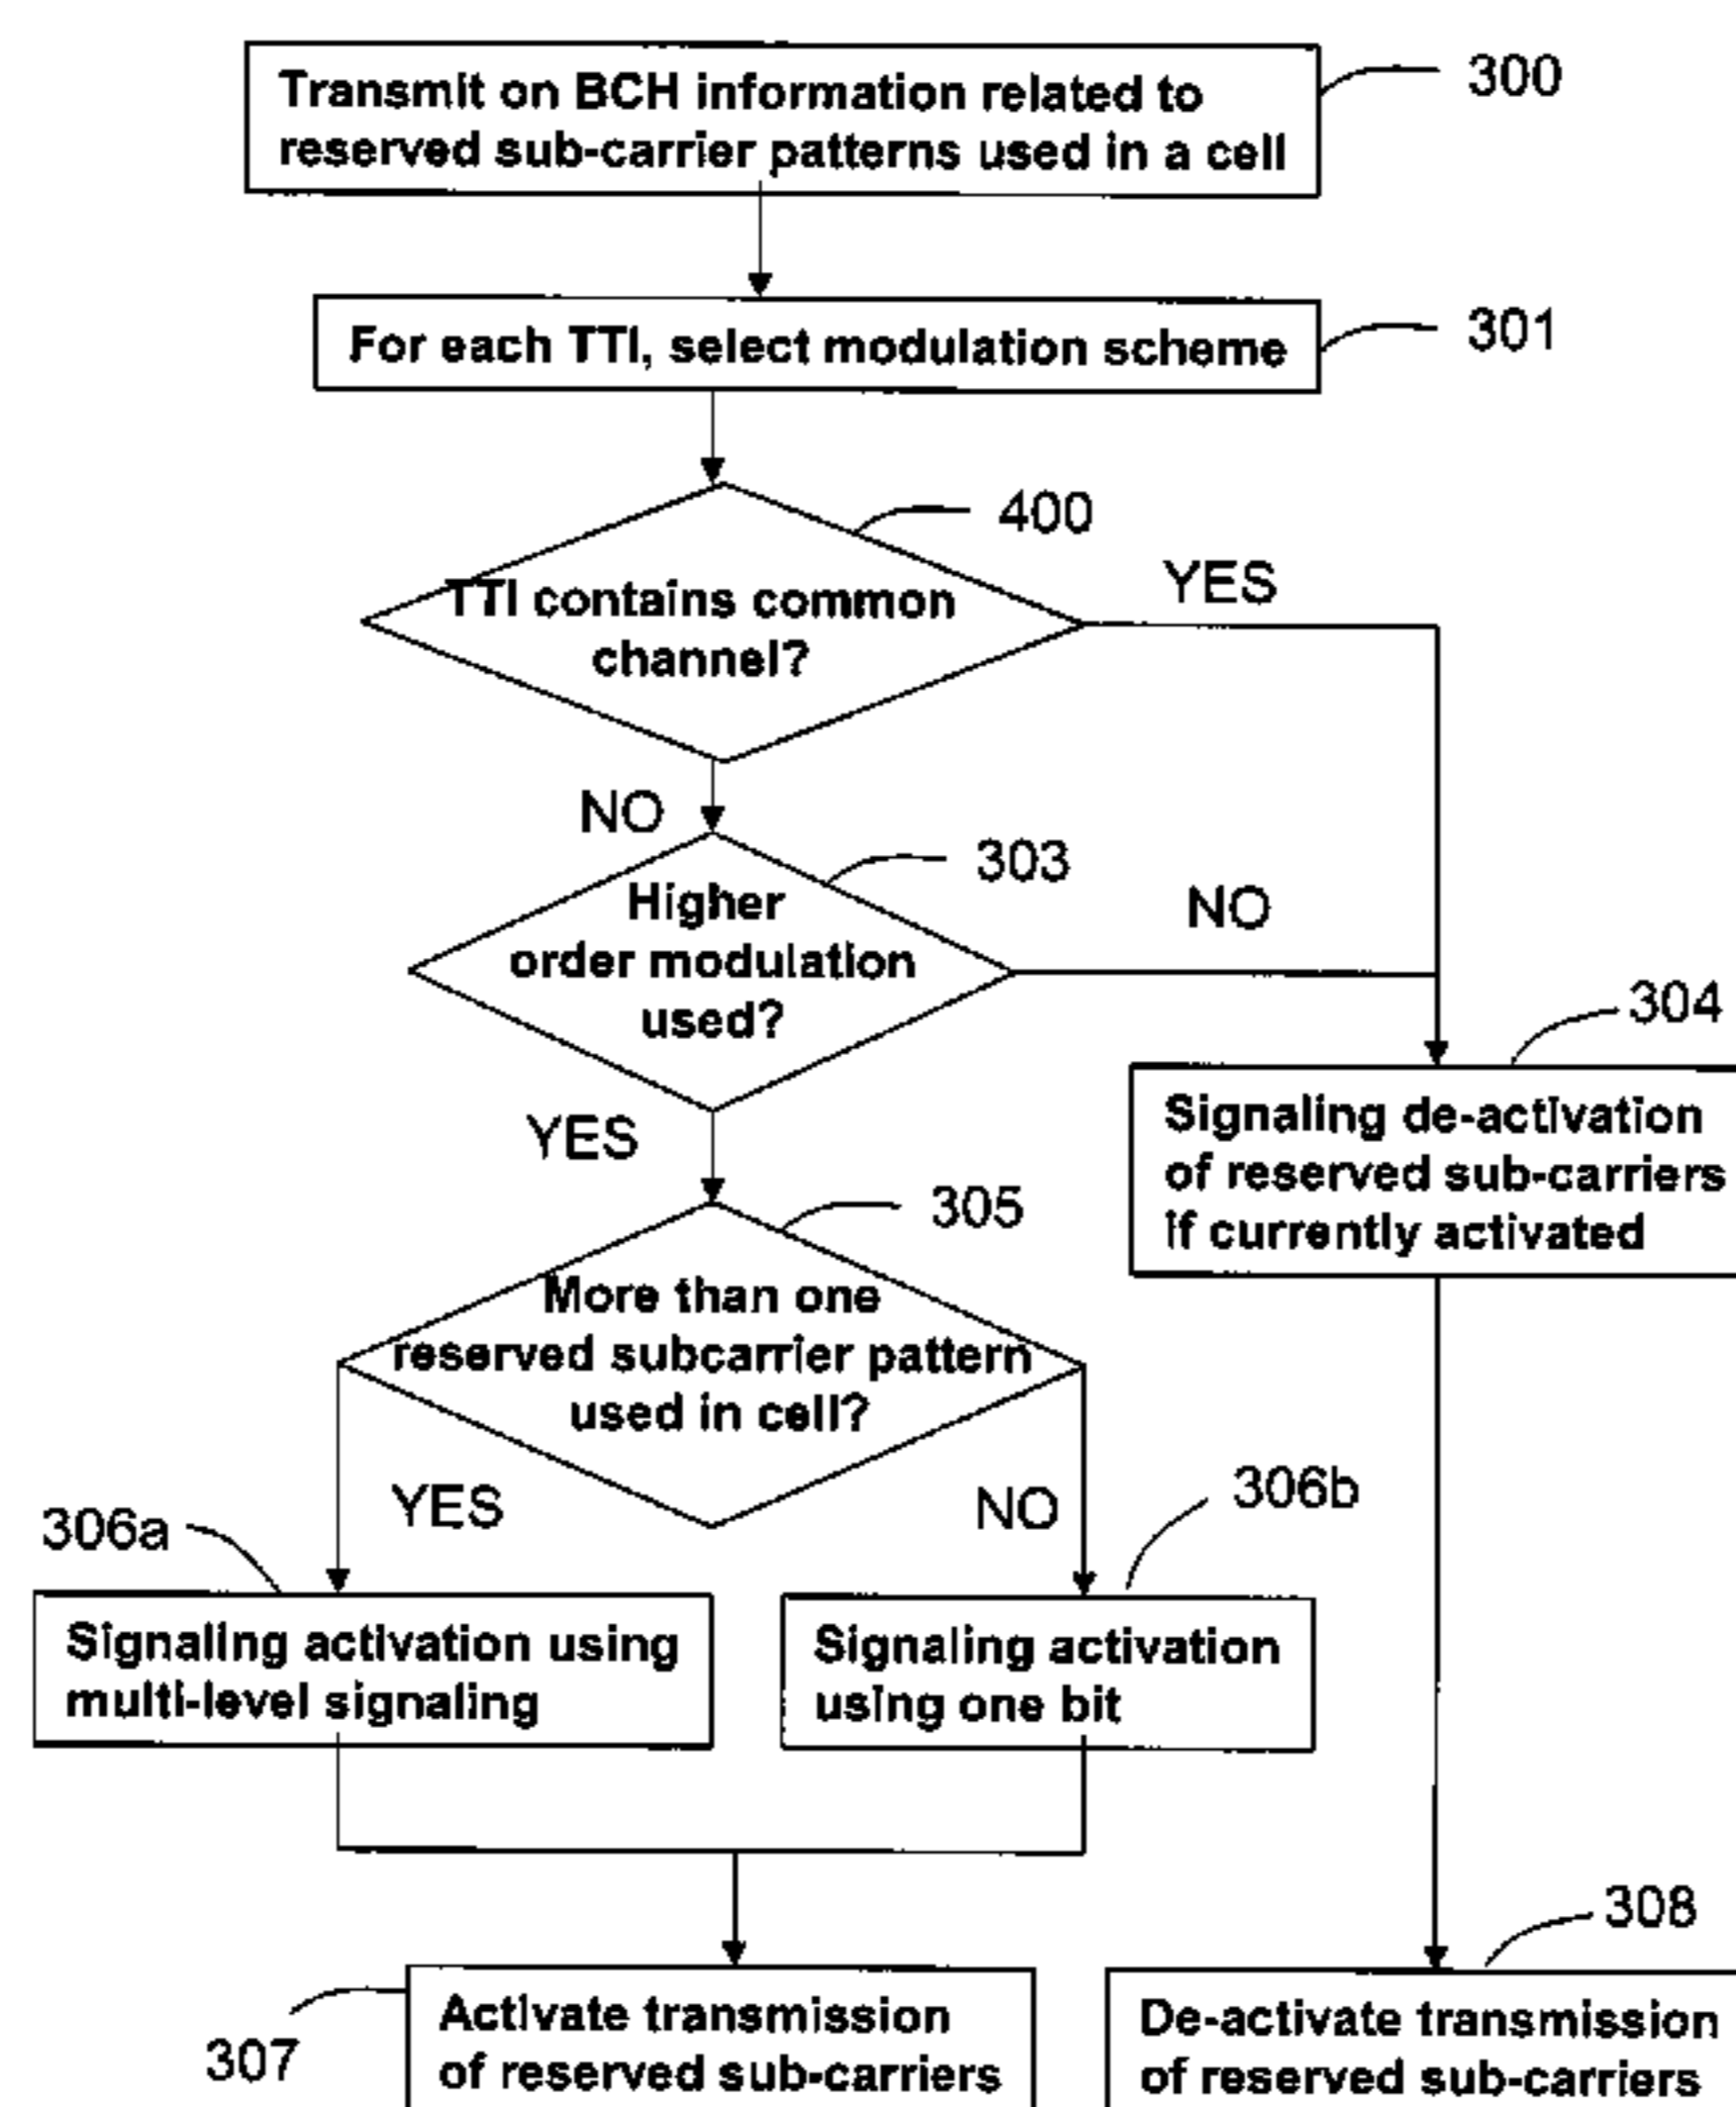 Transmit on BCH information related to
reserved sub-carrier patterns used in a cell
300
For each TTI, select modulation scheme
301
400
TTI contains common
channel?
YES
NO
303
Higher
order modulation
used?
NO
YES
304
Signaling de-activation
of reserved sub-carriers
if currently activated
305
More than one
reserved subcarrier pattern
used in cell?
YES
NO
306a
306b
Signaling activation using
multi-level signaling
Signaling activation
using one bit
307
Activate transmission
of reserved sub-carriers
308
De-activate transmission
of reserved sub-carriers